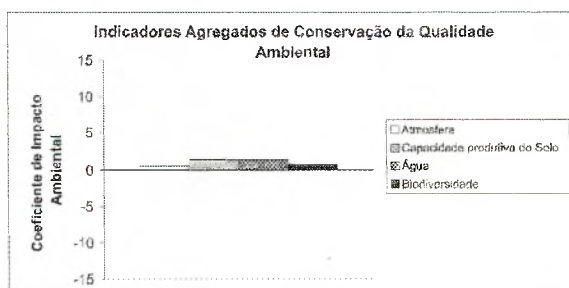 Indicadores Agregados de Conservação da Qualidade
Ambiental
Coeficiente de Impacto
Ambiental
15
10
5
0
-5
-10
-15
Atmosfera
Capacidade produtiva do Solo
Água
Biodiversidade